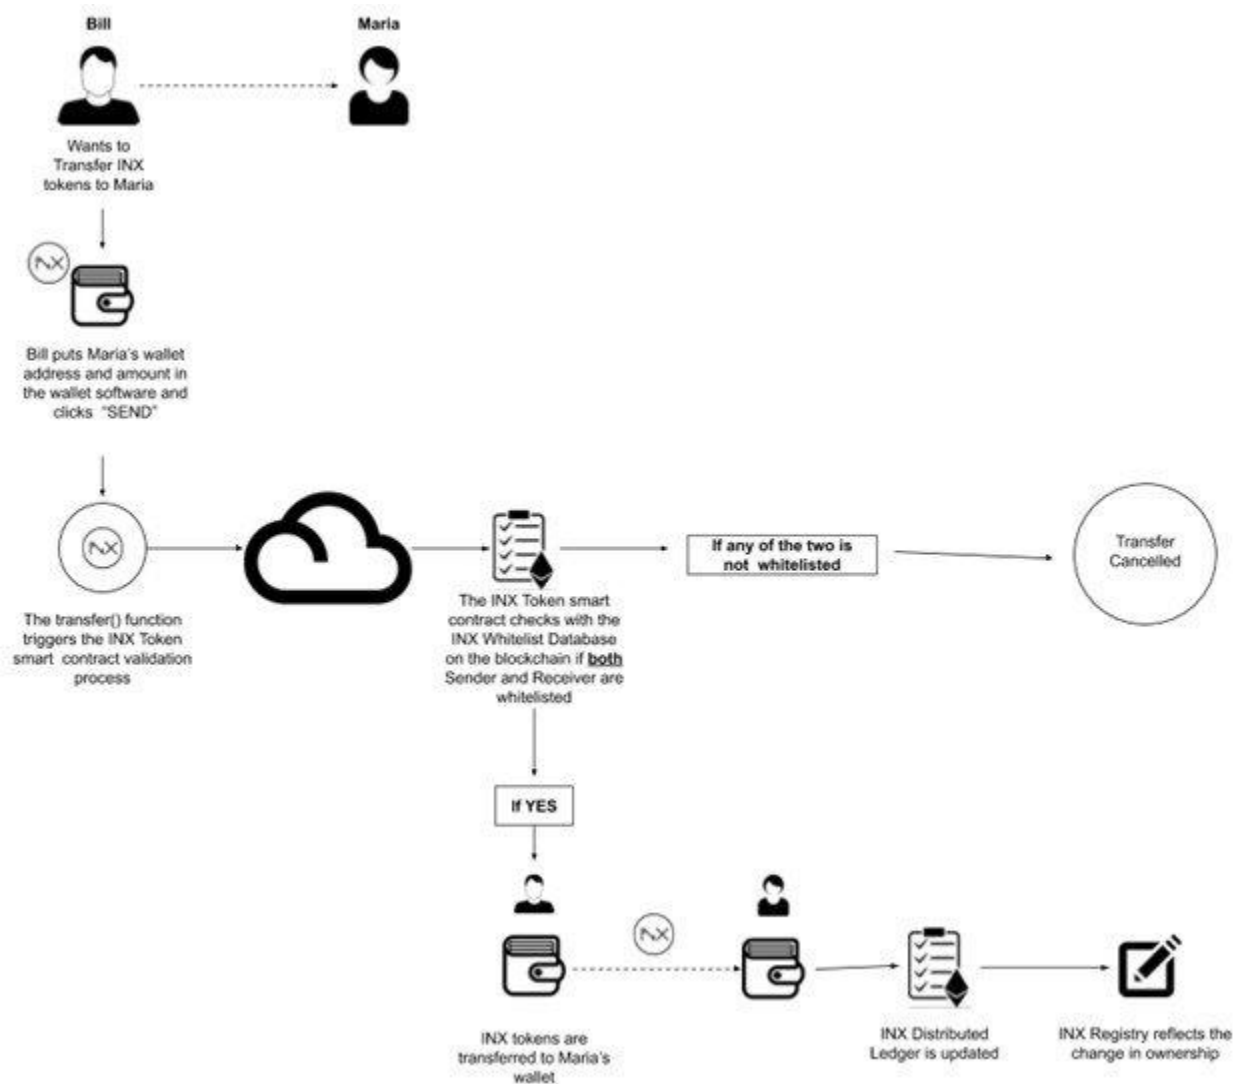 Bill
Maria
Wants to
Transfer INX
tokens to Maria
NX
Bill puts Maria's wallet
address and amount in
the wallet software and
clicks "SEND"
NX
The transfer() function
triggers the INX Token
smart contract validation
process
The INX Token smart
contract checks with the
INX Whitelist Database
on the blockchain if both
Sender and Receiver are
whitelisted
If any of the two is
not whitelisted
Transfer
Cancelled
If YES
NX
INX tokens are
transferred to Maria's
wallet
INX Distributed
Ledger is updated
INX Registry reflects the
change in ownership